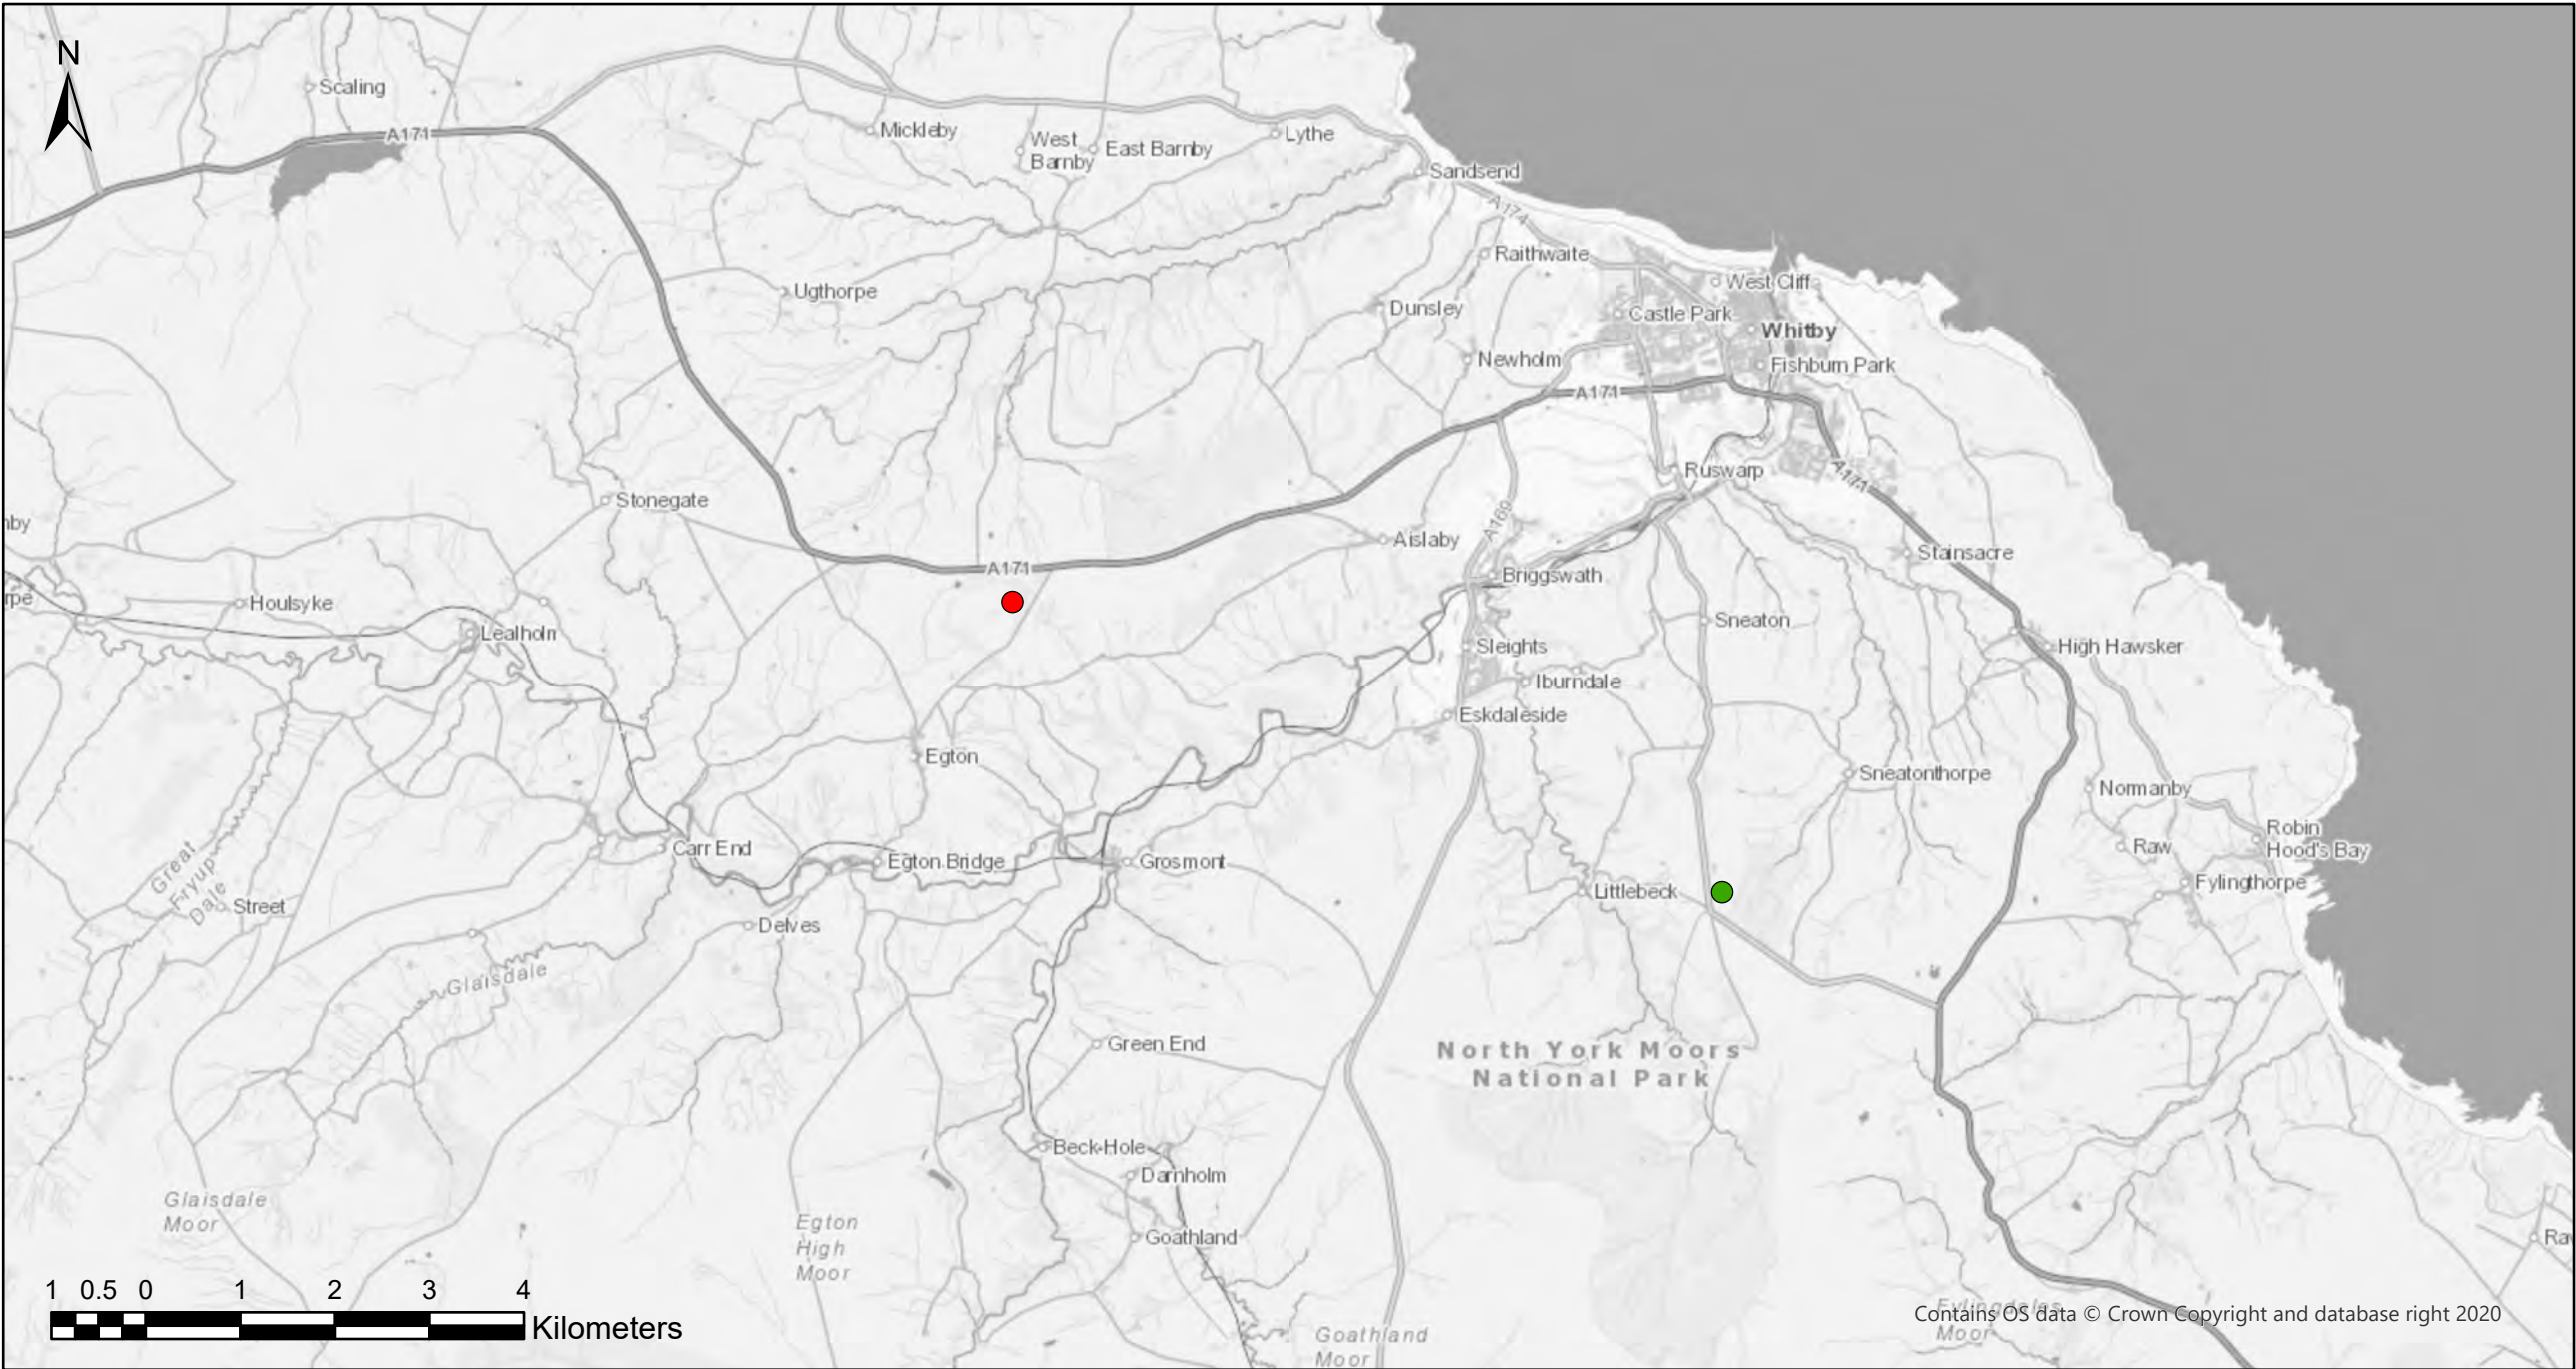 N
Scaling
A171
Mickleby
West
Barnby
East Barnby
Lythe
Sandsend
A174
Raithwaite
West Cliff
Ugthorpe
Dunsley
Castle Park
Whitby
Newholm
Fishburn Park
A171
Ruswarp
A171
Stonegate
A169
Aislaby
Stainsacre
A171
Briggswath
Houlsyke
Lealholm
Sneaton
Sleights
High Hawsker
Iburndale
Eskdaleside
Egton
Sneatonthorpe
Normanby
Robin
Hood's Bay
Raw
Carr End
Egton Bridge
Grosmont
Great
Fryup
Dale
Street
Littlebeck
Fylingthorpe
Delves
Glaisdale
Green End
North York Moors
National Park
Beck-Hole
Darnholm
Glaisdale
Moor
Egton
High
Moor
Goathland
1 0.5 0 1 2 3 4
Kilometers
Goathland
Moor
Fylingdales
Moor
Contains OS data © Crown Copyright and database right 2020